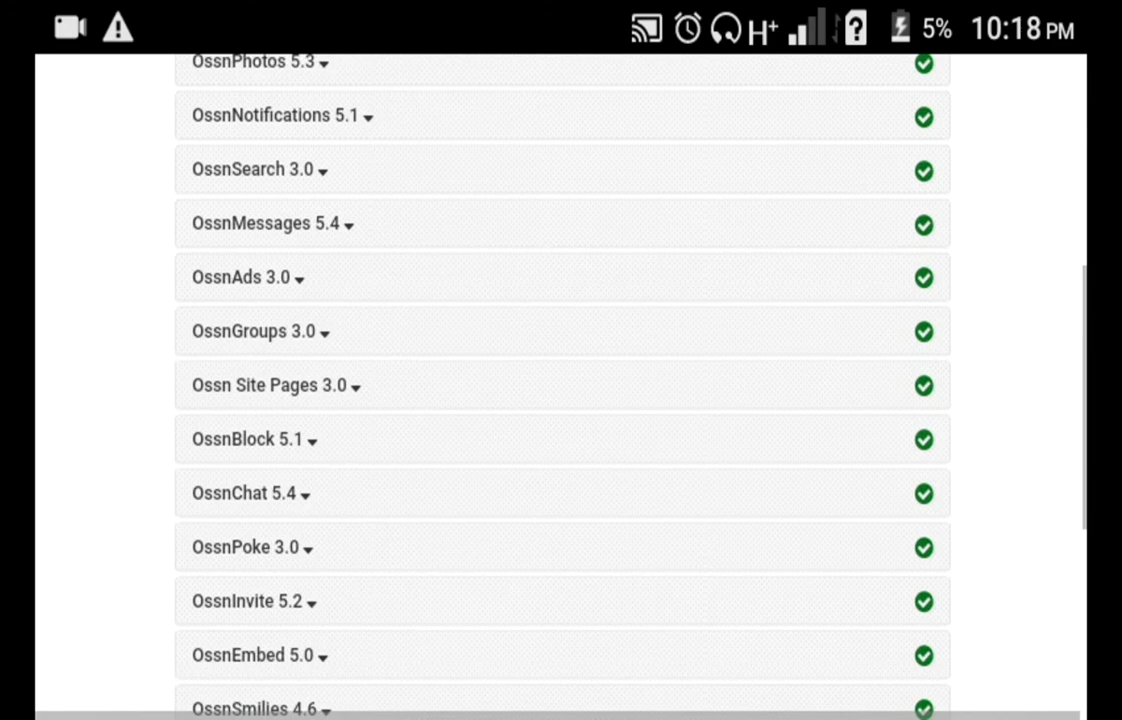 H+ 5% 10:18 PM
OssnPhotos 5.3
OssnNotifications 5.1
OssnSearch 3.0
OssnMessages 5.4
OssnAds 3.0
OssnGroups 3.0
Ossn Site Pages 3.0
OssnBlock 5.1
OssnChat 5.4
OssnPoke 3.0
OssnInvite 5.2
OssnEmbed 5.0
OssnSmilies 4.6